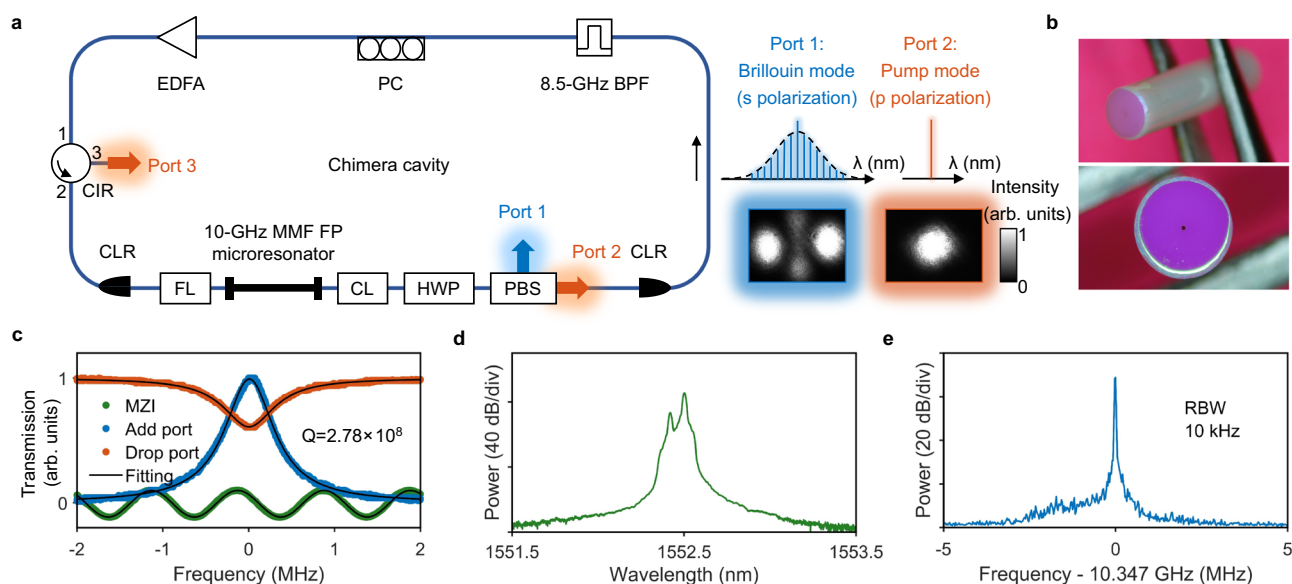 a
EDFA
PC
8.5-GHz BPF
1
3
2
CIR
Port 3
Chimera cavity
Port 1
Port 2
10-GHz MMF FP
microresonator
CLR
CLR
FL
CL
HWP
PBS
Port 1:
Brillouin mode
(s polarization)
Port 2:
Pump mode
(p polarization)
λ (nm)
λ (nm)
Intensity
(arb. units)
1
0
b
c
Transmission
(arb. units)
1
0
MZI
Add port
Drop port
Fitting
Q=2.78×10⁸
-2
-1
0
1
2
Frequency (MHz)
d
Power (40 dB/div)
1551.5
1552.5
1553.5
Wavelength (nm)
e
Power (20 dB/div)
RBW
10 kHz
-5
0
5
Frequency - 10.347 GHz (MHz)